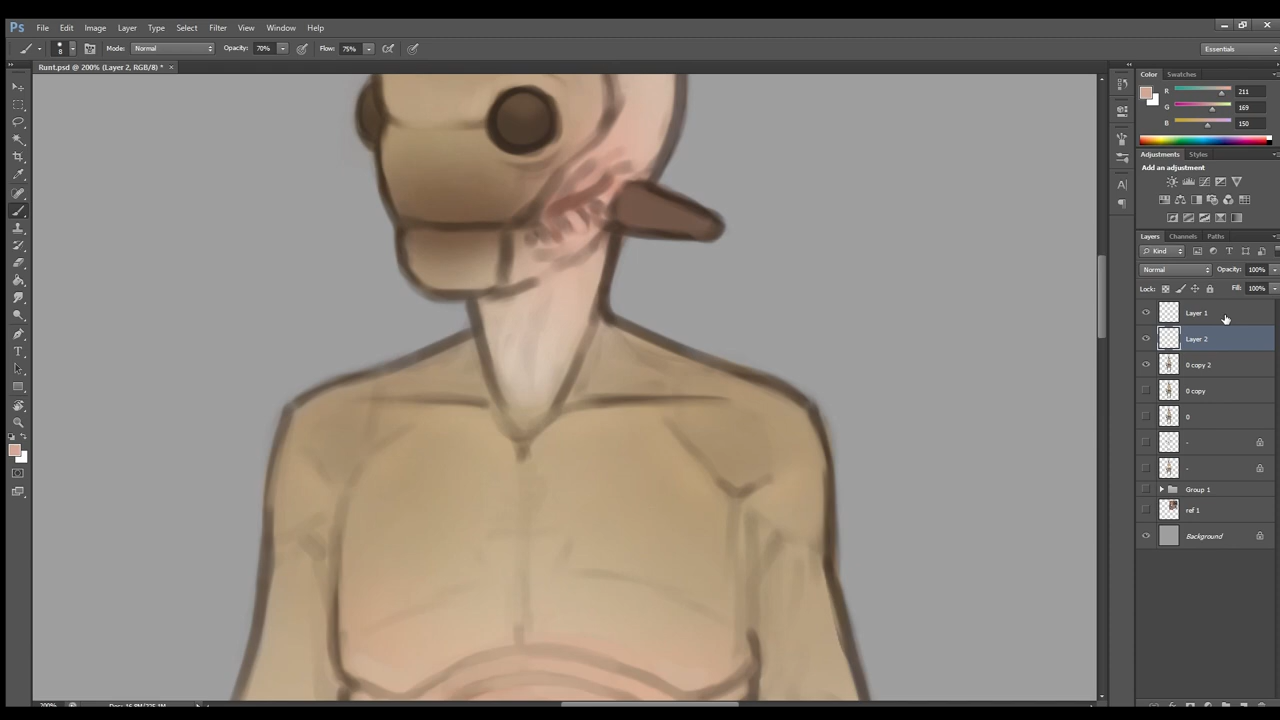 Ps File Edit Image Layer Type Select Filter View Window Help
8 Mode: Normal Opacity: 70% Flow: 75% Essentials
Runt.psd @ 200% (Layer 2, RGB/8) * ×
Color Swatches
R 211
G 169
B 150
Adjustments Styles
Add an adjustment
Layers Channels Paths
Kind
Normal Opacity: 100%
Lock: Fill: 100%
Layer 1
Layer 2
0 copy 2
0 copy
0
-
-
Group 1
ref 1
Background